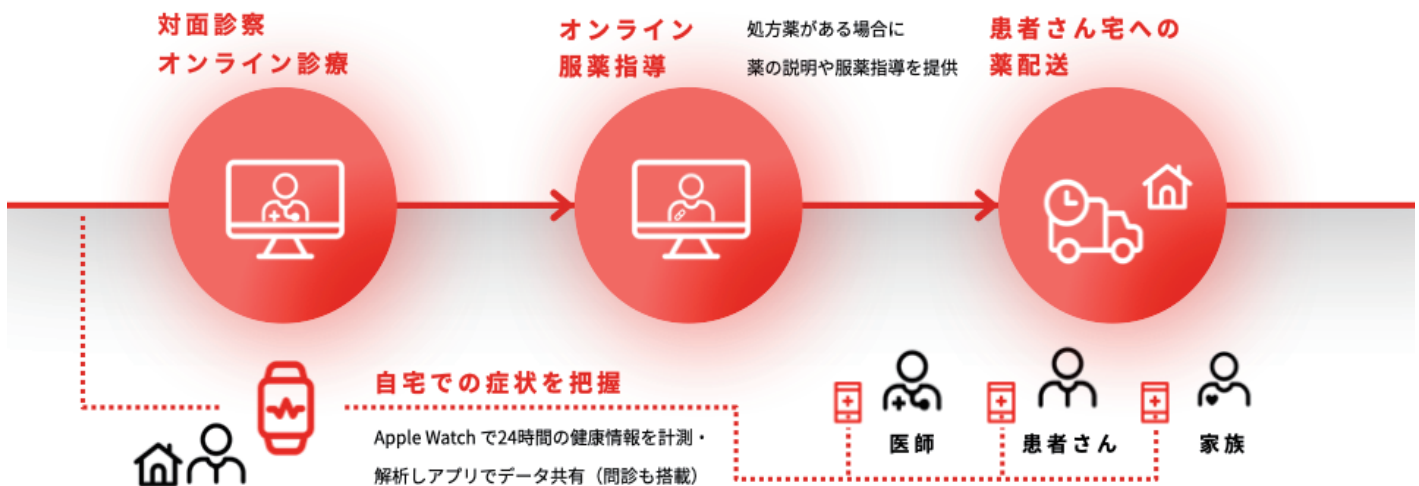 対面診察
オンライン診療
オンライン
服薬指導
処方薬がある場合に
薬の説明や服薬指導を提供
患者さん宅への
薬配送
自宅での症状を把握
Apple Watch で24時間の健康情報を計測・
解析しアプリでデータ共有（問診も搭載）
医師
患者さん
家族